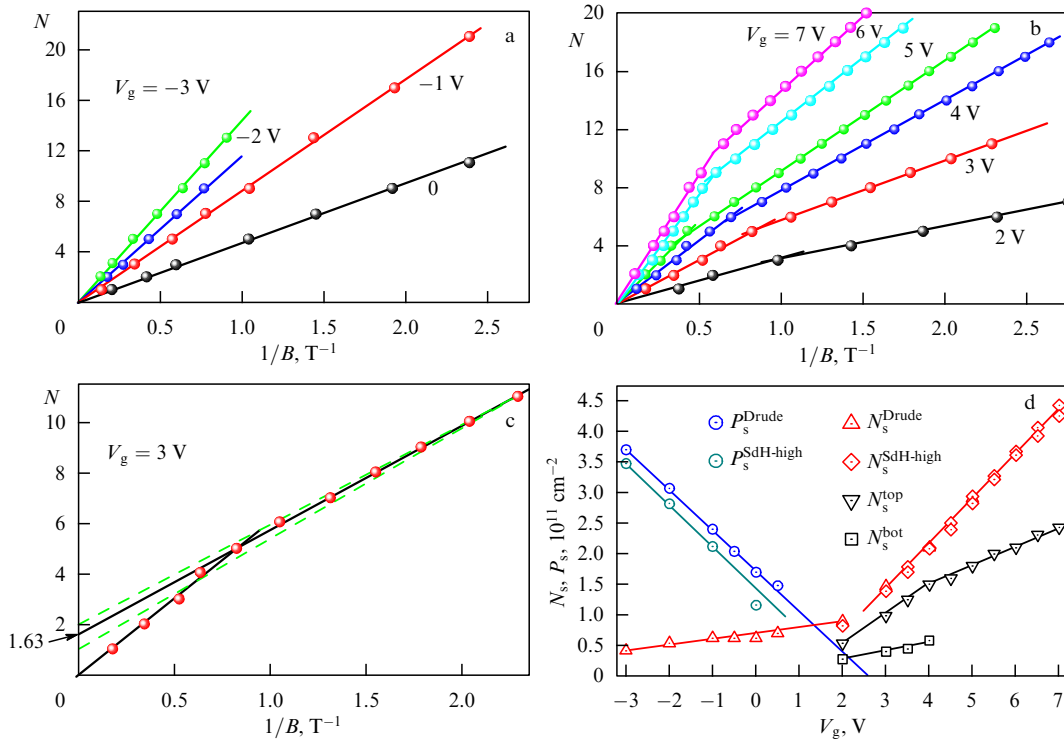 N
21
16
12
8
4
0
0.5
1.0
1.5
2.0
2.5
1/B, T⁻¹
a
V_g = −3 V
−2 V
−1 V
0
20
N
16
12
8
4
0
0.5
1.0
1.5
2.0
2.5
1/B, T⁻¹
b
V_g = 7 V
6 V
5 V
4 V
3 V
2 V
N
10
8
6
4
2
1.63
0
0.5
1.0
1.5
2.0
1/B, T⁻¹
c
V_g = 3 V
N_s, P_s, 10¹¹ cm⁻²
4.5
4.0
3.5
3.0
2.5
2.0
1.5
1.0
0.5
0
−3
−2
−1
0
1
2
3
4
5
6
7
V_g, V
d
P_s^Drude
P_s^SdH-high
N_s^Drude
N_s^SdH-high
N_s^top
N_s^bot